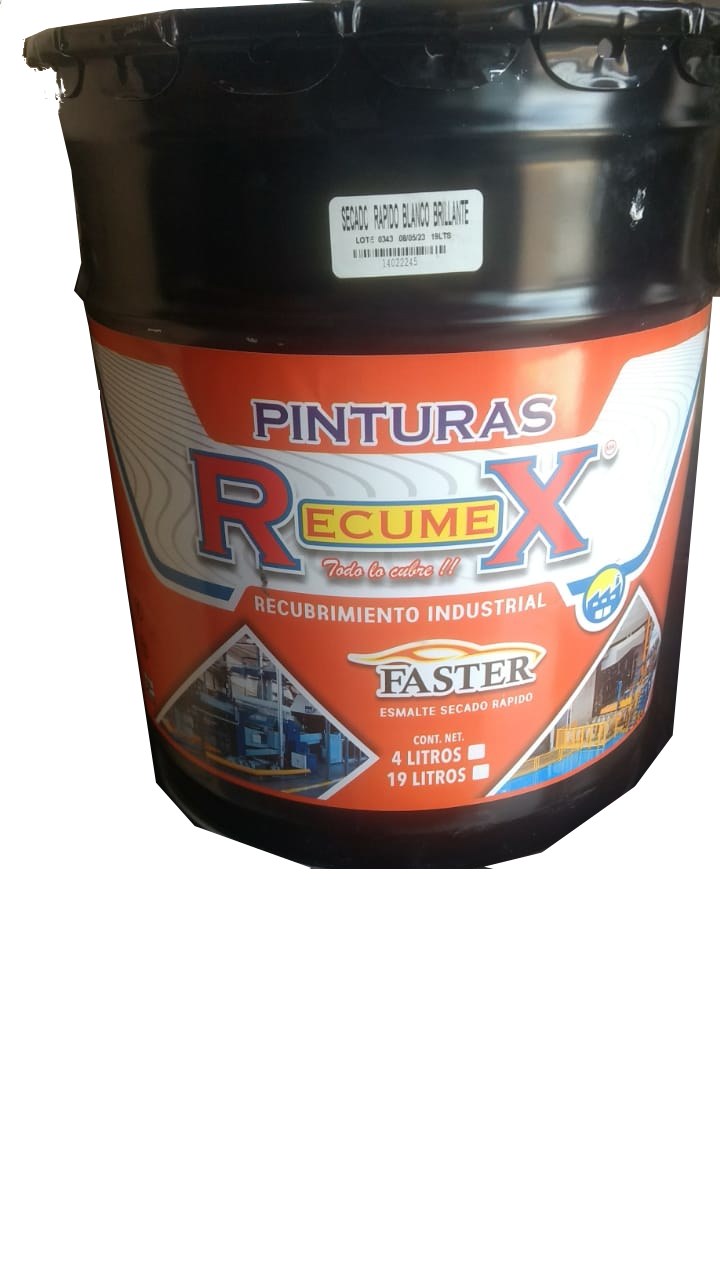 SECADO RAPIDO BLANCO BRILLANTE
LOTE 0343 08/05/23 19LTS
14022245
PINTURAS
RECUMEX
MR
Todo lo cubre !!
RECUBRIMIENTO INDUSTRIAL
FASTER
ESMALTE SECADO RAPIDO
CONT. NET.
4 LITROS
19 LITROS